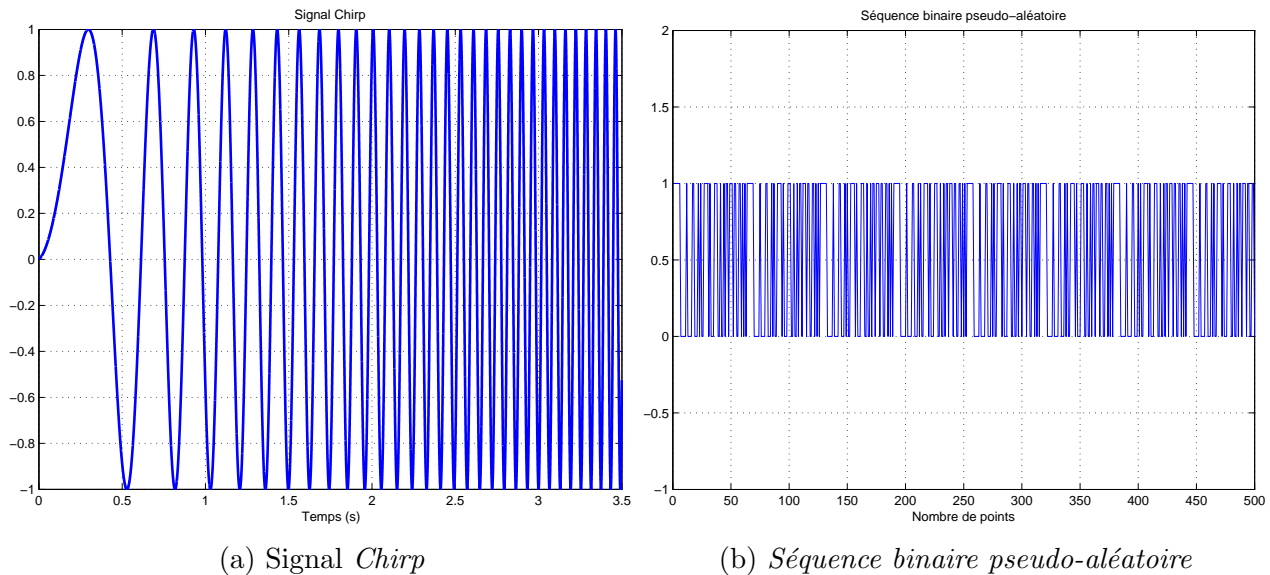 Signal Chirp
1
0.8
0.6
0.4
0.2
0
−0.2
−0.4
−0.6
−0.8
−1
0 0.5 1 1.5 2 2.5 3 3.5
Temps (s)
(a) Signal Chirp
Séquence binaire pseudo−aléatoire
2
1.5
1
0.5
0
−0.5
−1
0 50 100 150 200 250 300 350 400 450 500
Nombre de points
(b) Séquence binaire pseudo-aléatoire